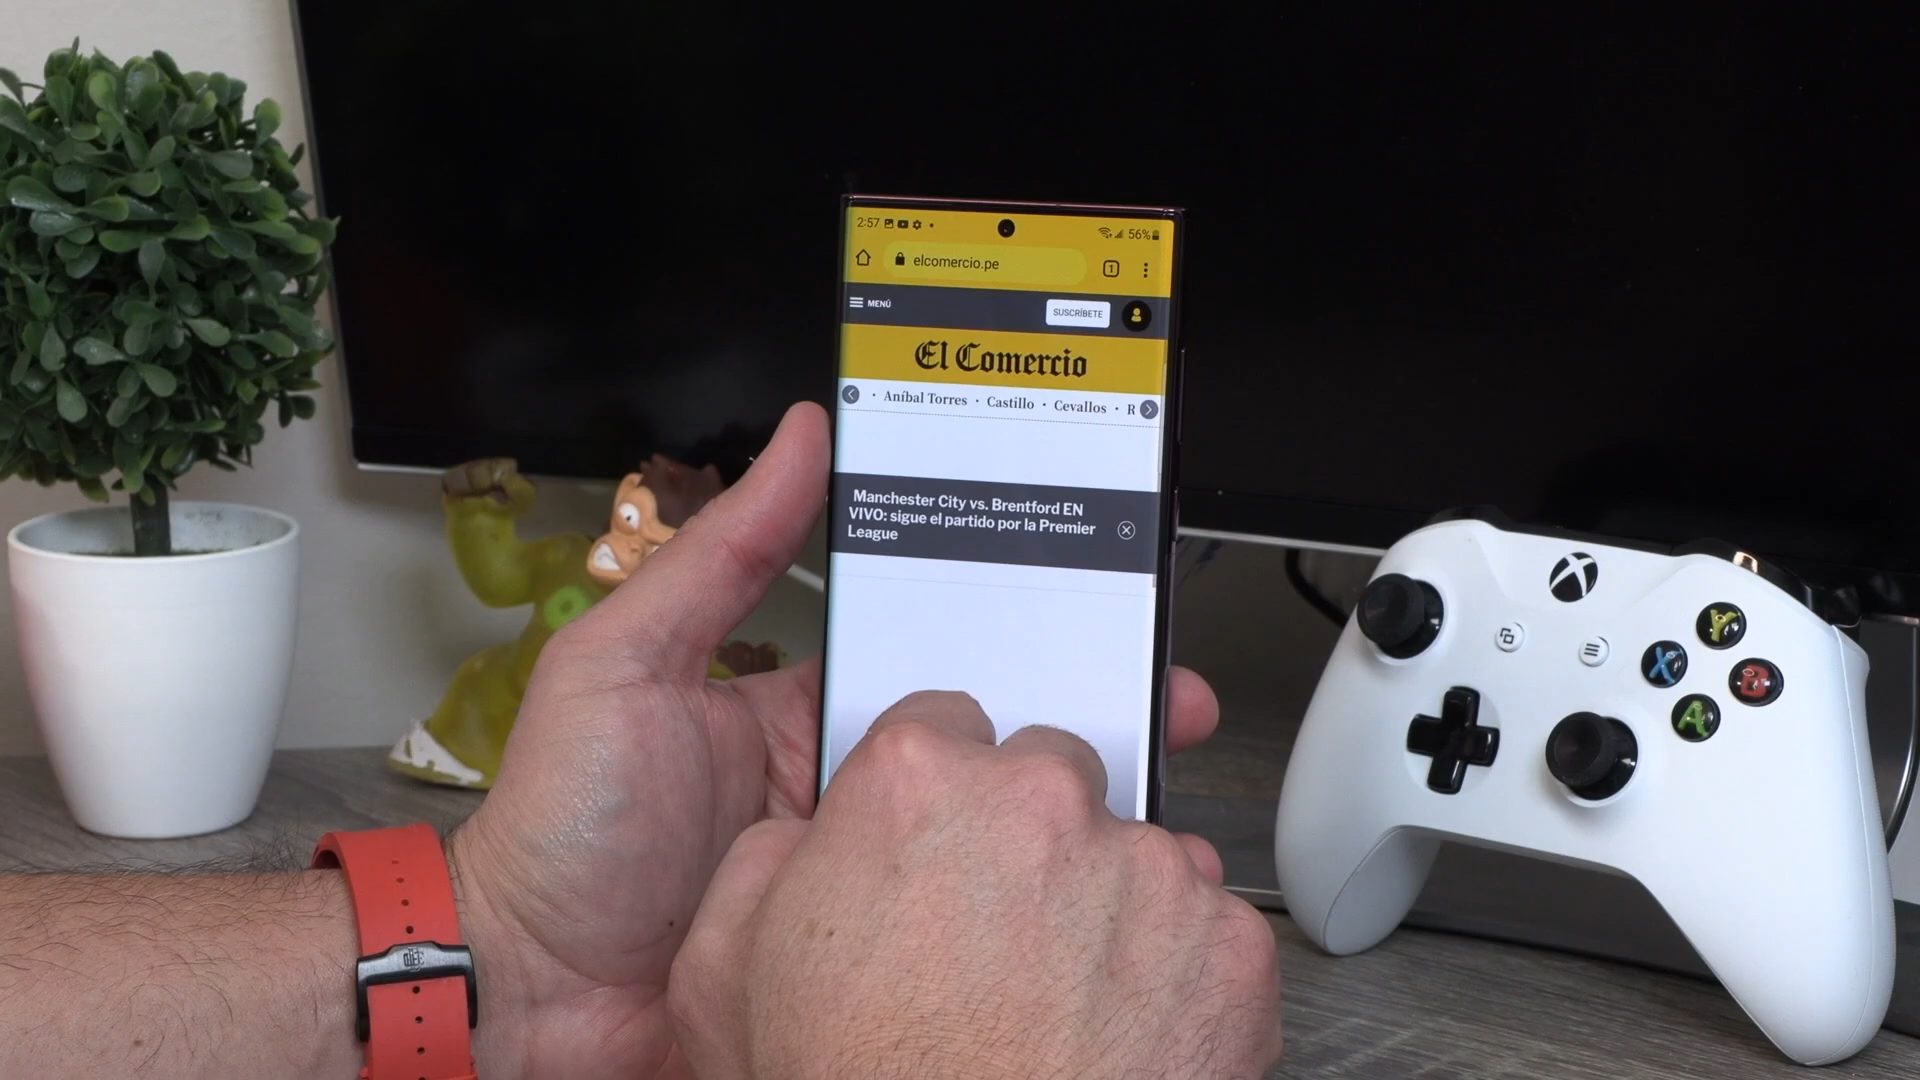 2:57
56%
elcomercio.pe
1
MENÚ
SUSCRÍBETE
El Comercio
· Aníbal Torres · Castillo · Cevallos · R
Manchester City vs. Brentford EN
VIVO: sigue el partido por la Premier
League
Y
X
B
A